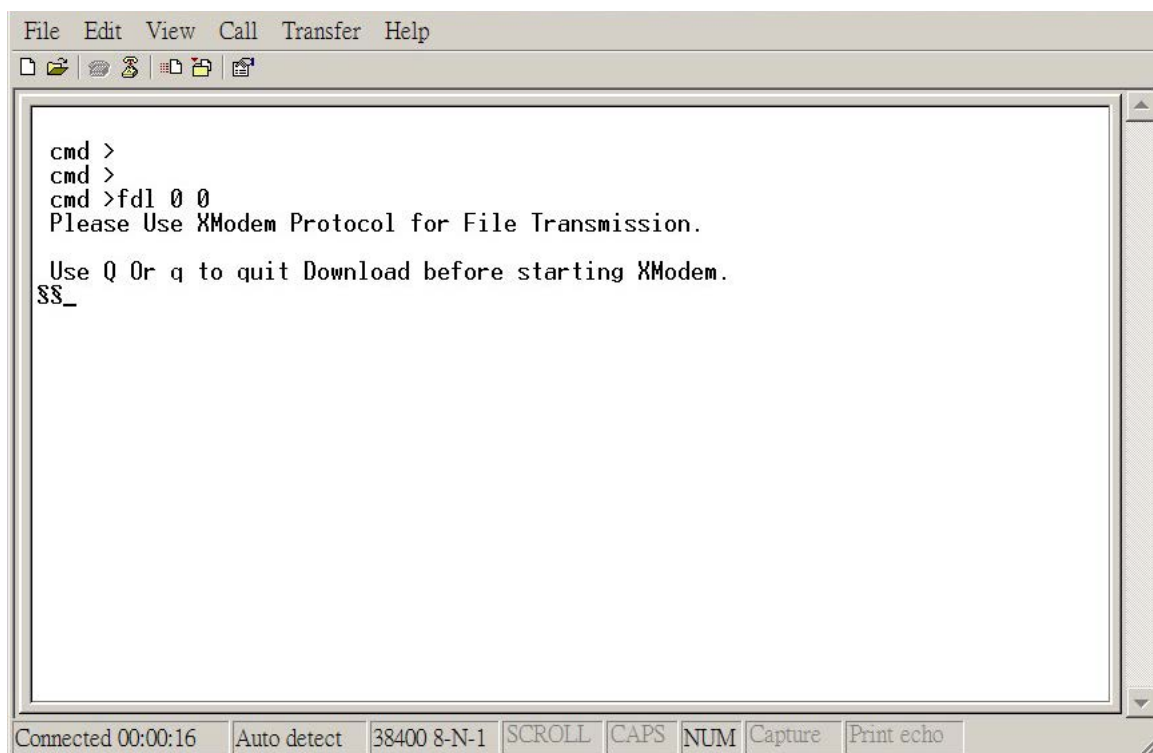 File Edit View Call Transfer Help
cmd >
cmd >
cmd >fdl 0 0
Please Use XModem Protocol for File Transmission.
Use Q Or q to quit Download before starting XModem.
§§_
Connected 00:00:16 Auto detect 38400 8-N-1 SCROLL CAPS NUM Capture Print echo